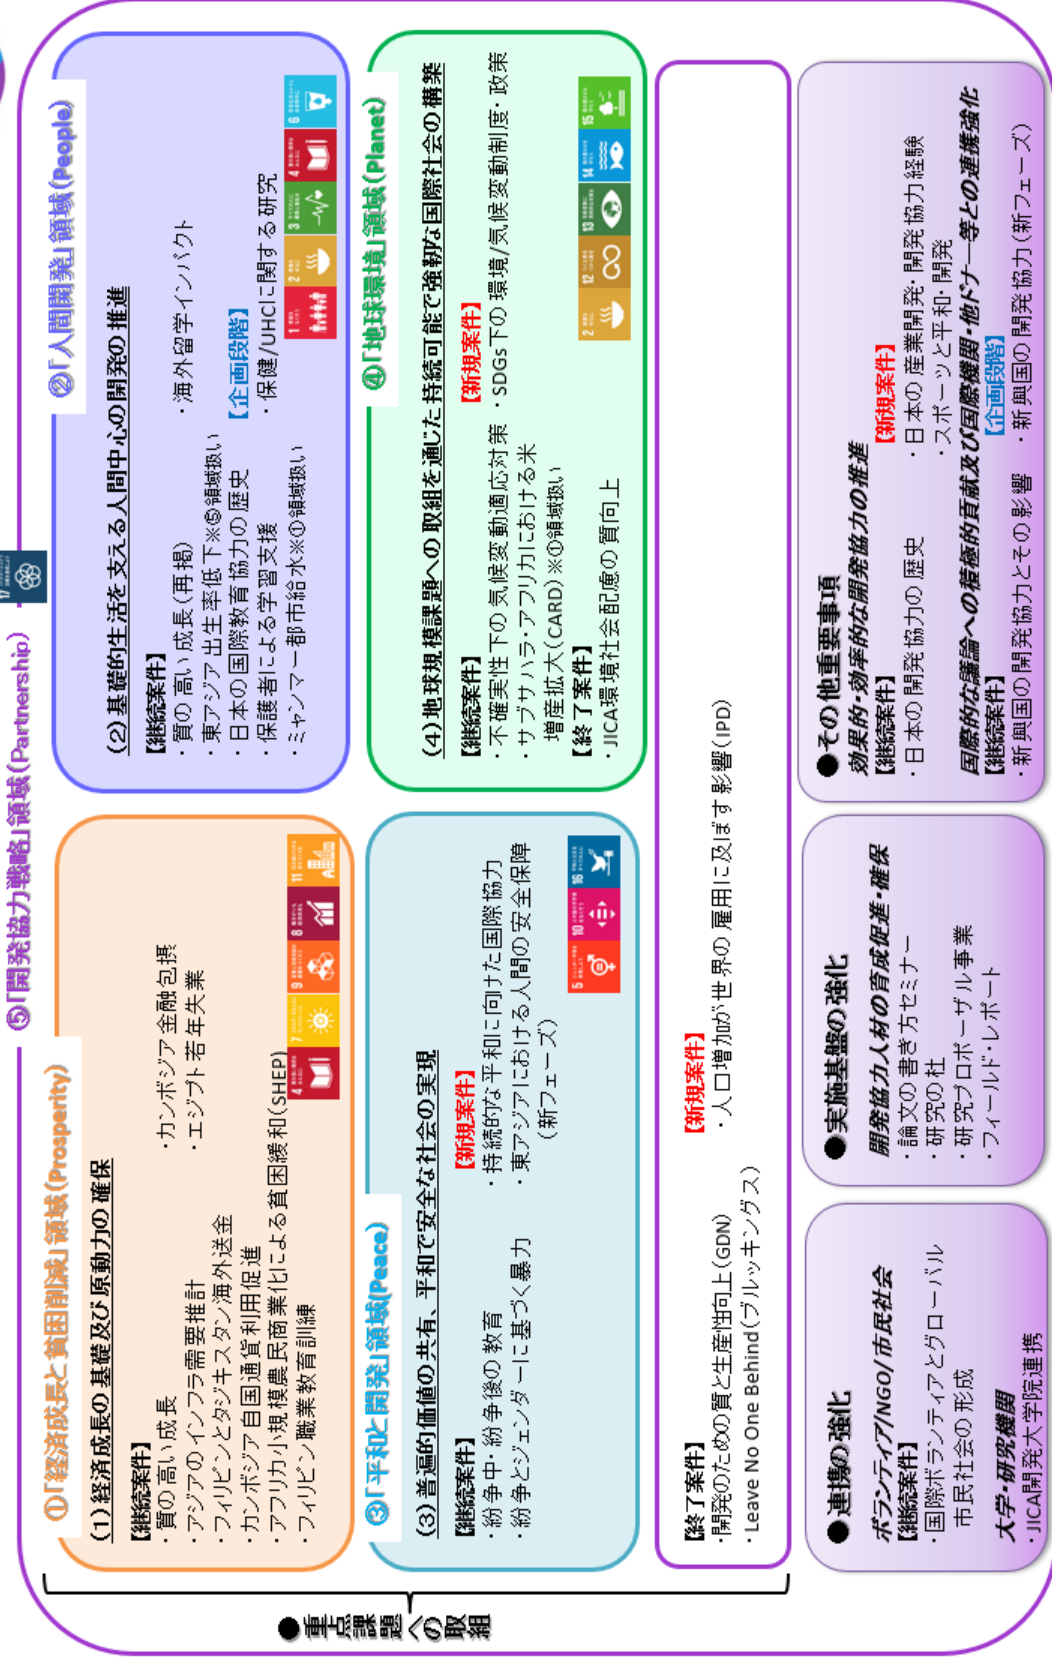 ⑤「開発協力戦略」領域(Partnership)
17
●重点課題への取組
①「経済成長と貧困削減」領域(Prosperity)
(1)経済成長の基礎及び原動力の確保
【継続案件】
・質の高い成長
・アジアのインフラ需要推計
・フィリピンとタジキスタン海外送金
・カンボジア自国通貨利用促進
・アフリカ小規模農民商業化による貧困緩和(SHEP)
・フィリピン職業教育訓練
・カンボジア金融包摂
・エジプト若年失業
4 7 9 8 11
②「人間開発」領域(People)
(2)基礎的生活を支える人間中心の開発の推進
【継続案件】
・質の高い成長(再掲)
・東アジア出生率低下※⑤領域扱い
・日本の国際教育協力の歴史
・保護者による学習支援
・ミャンマー都市給水※①領域扱い
・海外留学インパクト
【企画段階】
・保健/UHCに関する研究
1 2 3 4 6
③「平和と開発」領域(Peace)
(3)普遍的価値の共有、平和で安全な社会の実現
【継続案件】
・紛争中・紛争後の教育
・紛争とジェンダーに基づく暴力
【新規案件】
・持続的な平和に向けた国際協力
・東アジアにおける人間の安全保障
(新フェーズ)
5 10 16
④「地球環境」領域(Planet)
(4)地球規模課題への取組を通じた持続可能で強靭な国際社会の構築
【継続案件】
・不確実性下の気候変動適応対策
・サブサハラ・アフリカにおける米
増産拡大(CARD)※①領域扱い
【終了案件】
・JICA環境社会配慮の質向上
【新規案件】
・SDGs下の環境/気候変動制度・政策
2 12 13 14 15
【終了案件】
・開発のための質と生産性向上(GDN)
・Leave No One Behind(ブルッキングス)
【新規案件】
・人口増加が世界の雇用に及ぼす影響(IPD)
●連携の強化
ボランティア/NGO/市民社会
【継続案件】
・国際ボランティアとグローバル
市民社会の形成
大学・研究機関
・JICA開発大学院連携
●実施基盤の強化
開発協力人材の育成促進・確保
・論文の書き方セミナー
・研究の杜
・研究プロポーザル事業
・フィールド・レポート
●その他重要事項
効果的・効率的な開発協力の推進
【継続案件】
・日本の開発協力の歴史
【新規案件】
・日本の産業開発・開発協力経験
・スポーツと平和・開発
国際的な議論への積極的貢献及び国際機関・他ドナー等との連携強化
【継続案件】
・新興国の開発協力とその影響
【企画段階】
・新興国の開発協力(新フェーズ)